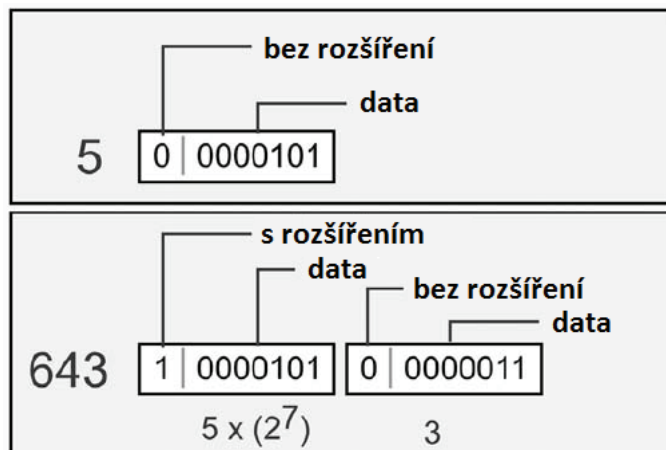 bez rozšíření
data
5 0 0000101
s rozšířením
data
bez rozšíření
data
643 1 0000101 0 0000011
5 x (2⁷) 3